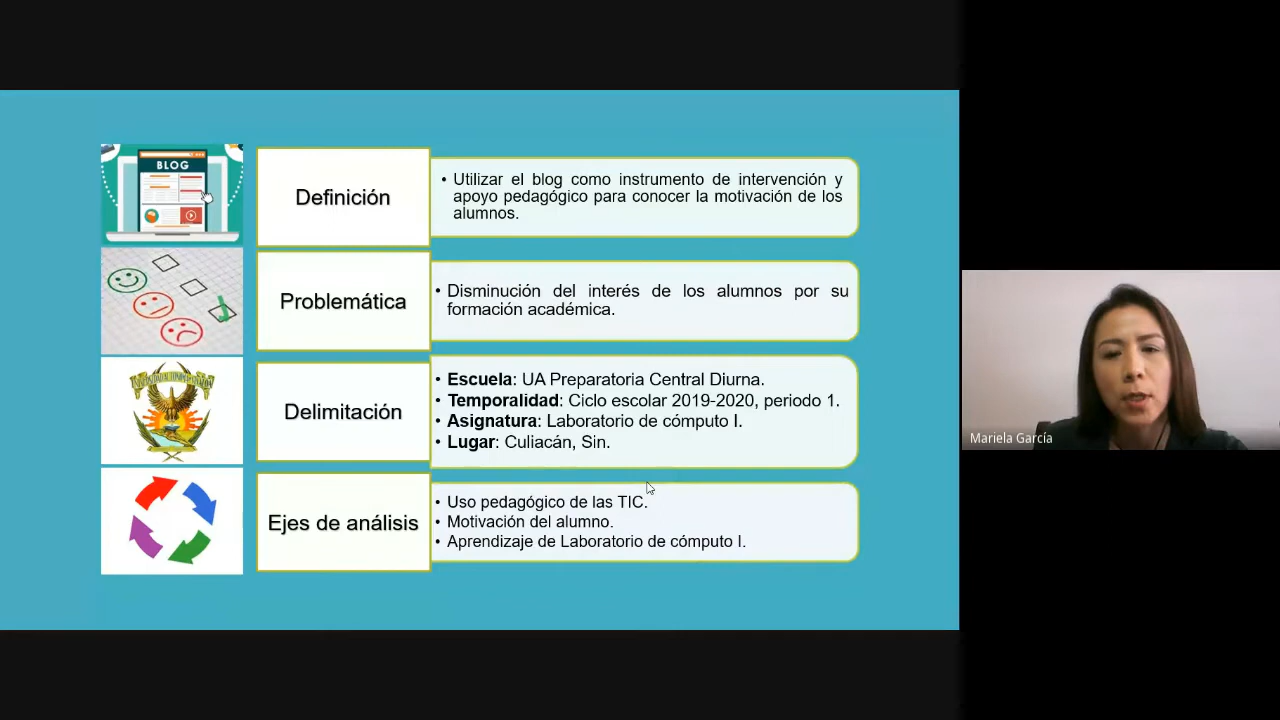 BLOG
Definición
• Utilizar el blog como instrumento de intervención y
apoyo pedagógico para conocer la motivación de los
alumnos.
Problemática
• Disminución del interés de los alumnos por su
formación académica.
Delimitación
• Escuela: UA Preparatoria Central Diurna.
• Temporalidad: Ciclo escolar 2019-2020, periodo 1.
• Asignatura: Laboratorio de cómputo I.
• Lugar: Culiacán, Sin.
Ejes de análisis
• Uso pedagógico de las TIC.
• Motivación del alumno.
• Aprendizaje de Laboratorio de cómputo I.
Mariela García